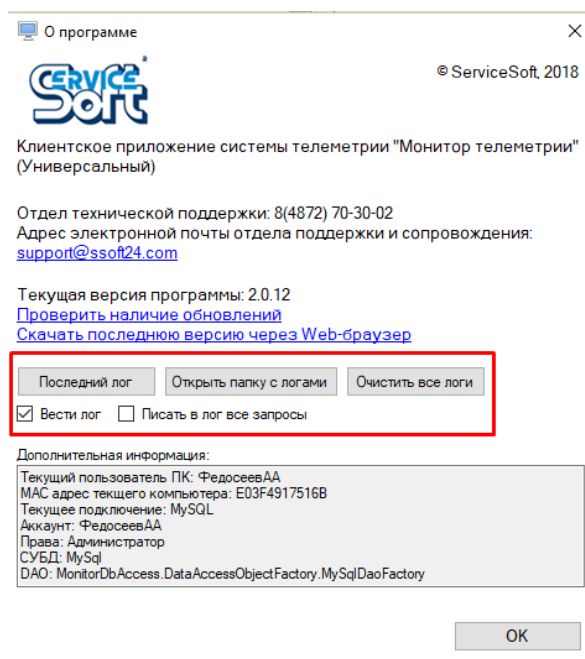 О программе
SERVICE
Soft
© ServiceSoft, 2018
Клиентское приложение системы телеметрии "Монитор телеметрии"
(Универсальный)
Отдел технической поддержки: 8(4872) 70-30-02
Адрес электронной почты отдела поддержки и сопровождения:
support@ssoft24.com
Текущая версия программы: 2.0.12
Проверить наличие обновлений
Скачать последнюю версию через Web-браузер
Последний лог Открыть папку с логами Очистить все логи
Вести лог Писать в лог все запросы
Дополнительная информация:
Текущий пользователь ПК: ФедосеевАА
MAC адрес текщего компьютера: E03F4917516B
Текущее подключение: MySQL
Аккаунт: ФедосеевАА
Права: Администратор
СУБД: MySql
DAO: MonitorDbAccess.DataAccessObjectFactory.MySqlDaoFactory
OK